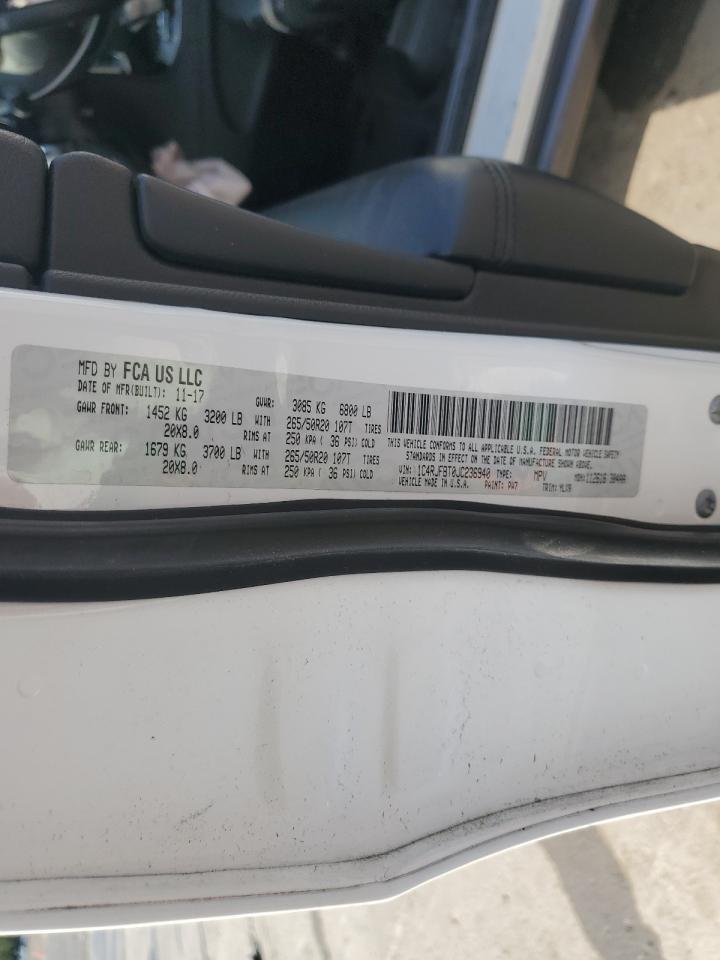 MFD BY FCA US LLC
DATE OF MFR(BUILT): 11-17 GVWR: 3085 KG 6800 LB
GAWR FRONT: 1452 KG 3200 LB WITH 265/50R20 107T TIRES
20X8.0 RIMS AT 250 KPA ( 36 PSI) COLD
GAWR REAR: 1679 KG 3700 LB WITH 265/50R20 107T TIRES
20X8.0 RIMS AT 250 KPA ( 36 PSI) COLD
THIS VEHICLE CONFORMS TO ALL APPLICABLE U.S.A. FEDERAL MOTOR VEHICLE SAFETY
STANDARDS IN EFFECT ON THE DATE OF MANUFACTURE SHOWN ABOVE.
VIN: 1C4RJFBT0JC236940 TYPE: MPV MDH:
VEHICLE MADE IN U.S.A. PAINT: PW7 TRIM: